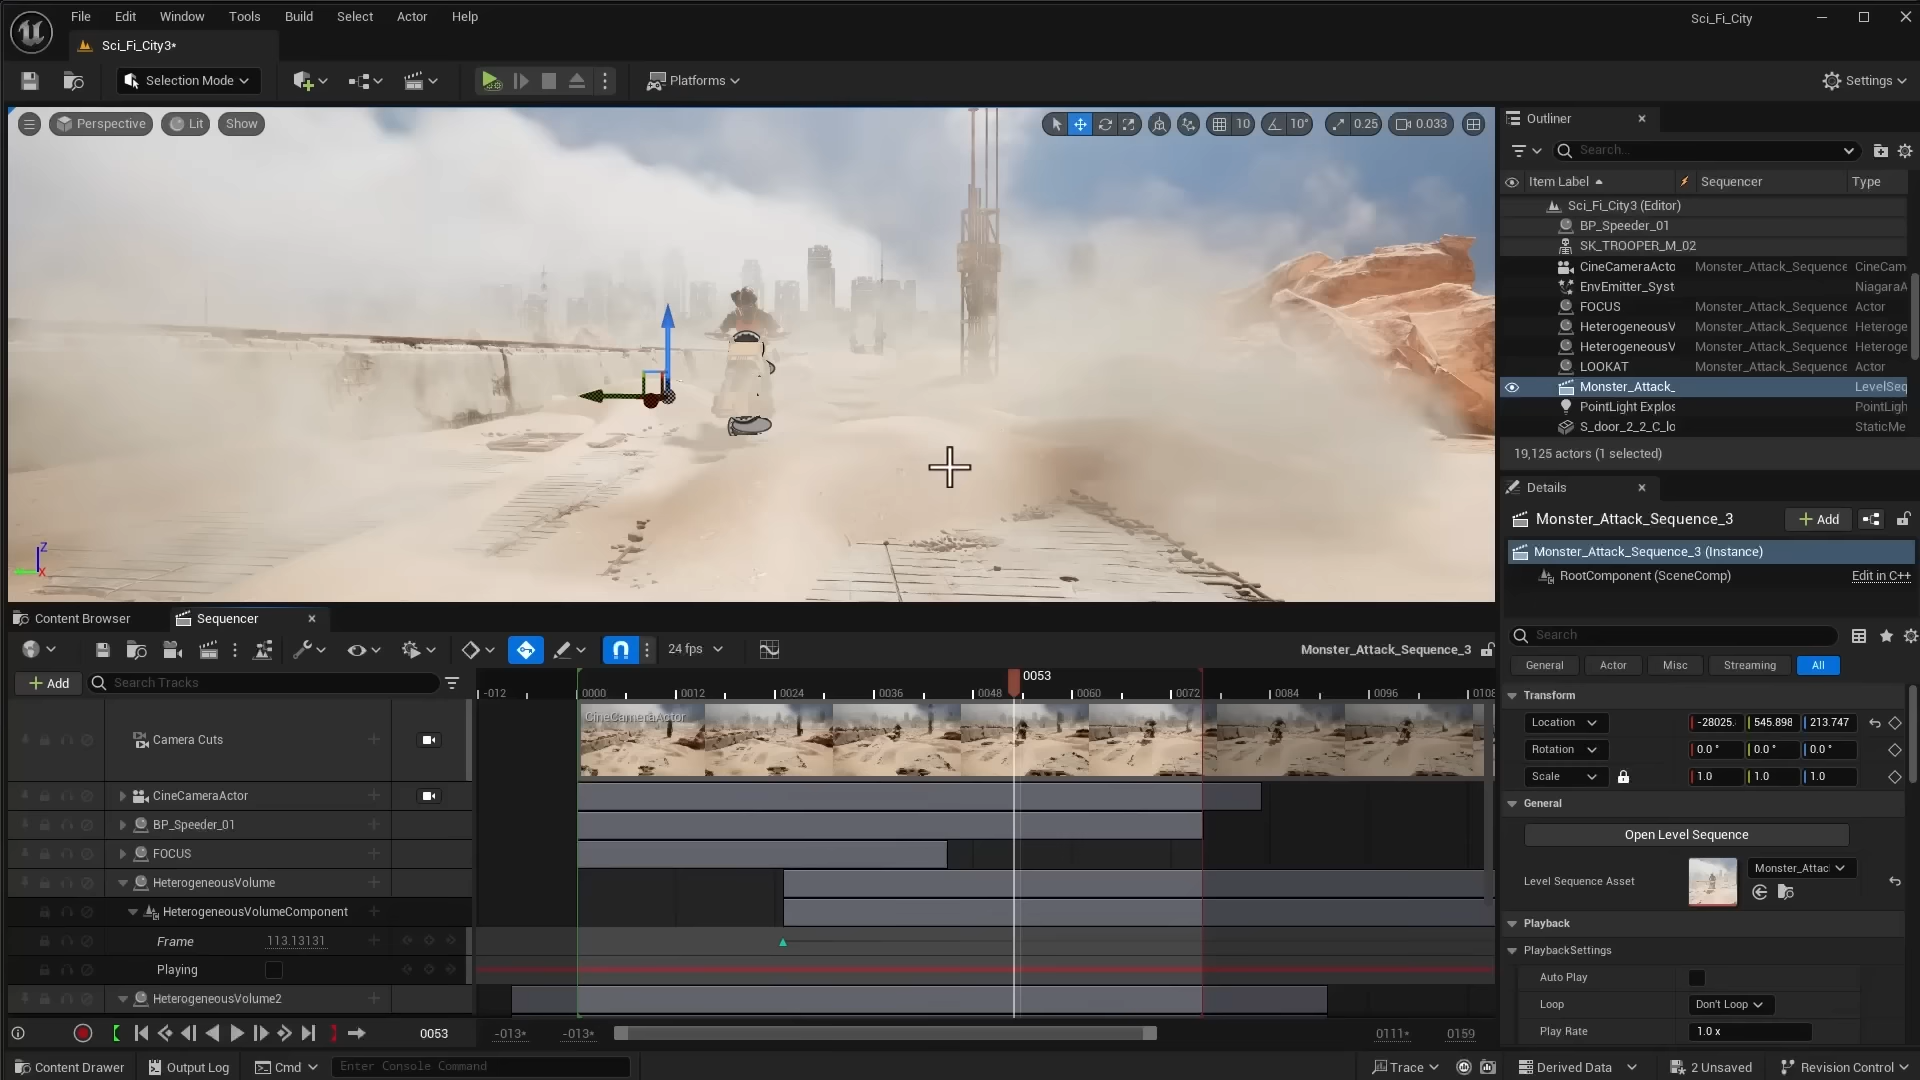 File Edit Window Tools Build Select Actor Help
Sci_Fi_City
Sci_Fi_City3*
Selection Mode
Platforms
Settings
Perspective Lit Show
10 10° 0.25 0.033
Outliner
Search...
Item Label Sequencer Type
Sci_Fi_City3 (Editor)
BP_Speeder_01
SK_TROOPER_M_02
CineCameraActo Monster_Attack_Sequence CineCam
EnvEmitter_Syst NiagaraA
FOCUS Monster_Attack_Sequence Actor
HeterogeneousV Monster_Attack_Sequence Heteroge
HeterogeneousV Monster_Attack_Sequence Heteroge
LOOKAT Monster_Attack_Sequence Actor
Monster_Attack_ LevelSeq
PointLight Explos PointLigh
S_door_2_2_C_lo StaticMe
19,125 actors (1 selected)
Details
Monster_Attack_Sequence_3 Add
Monster_Attack_Sequence_3 (Instance)
RootComponent (SceneComp) Edit in C++
Search
General Actor Misc Streaming All
Transform
Location -28025. 545.898 213.747
Rotation 0.0° 0.0° 0.0°
Scale 1.0 1.0 1.0
General
Open Level Sequence
Level Sequence Asset Monster_Attac
Playback
PlaybackSettings
Auto Play
Loop Don't Loop
Play Rate 1.0 x
Z
X
Content Browser Sequencer
24 fps Monster_Attack_Sequence_3
Add Search Tracks
0053
-012 0000 0012 0024 0036 0048 0060 0072 0084 0096 0108
CineCameraActor
Camera Cuts
CineCameraActor
BP_Speeder_01
FOCUS
HeterogeneousVolume
HeterogeneousVolumeComponent
Frame 113.13131
Playing
HeterogeneousVolume2
0053 -013* -013* 0111* 0159
Content Drawer Output Log Cmd Enter Console Command Trace Derived Data 2 Unsaved Revision Control